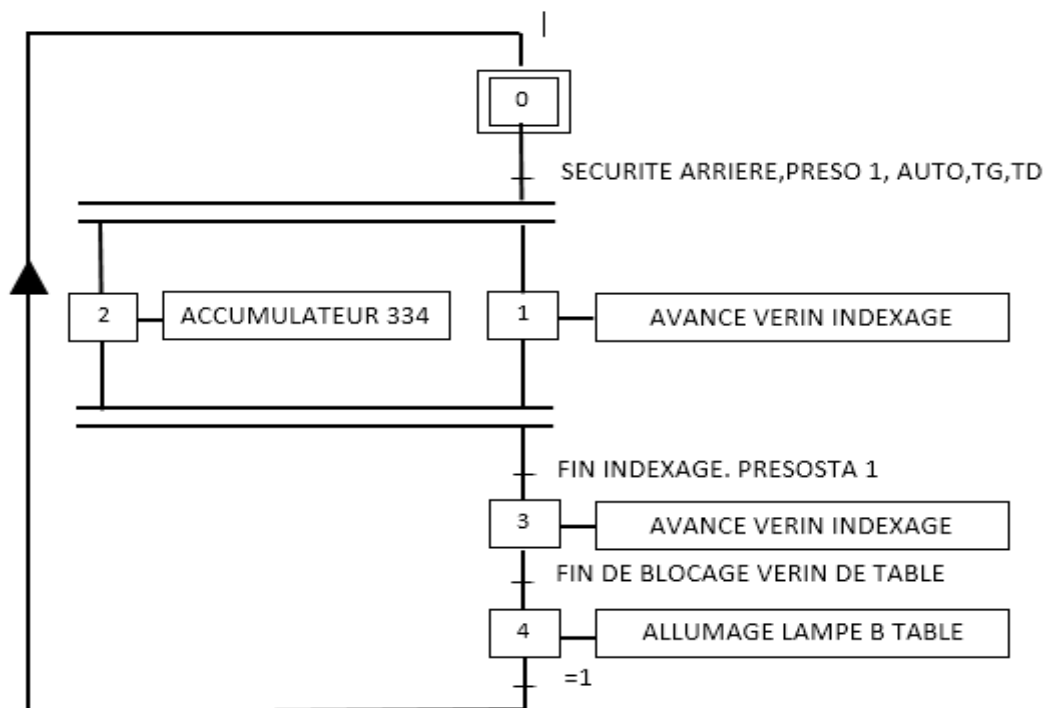 0
SECURITE ARRIERE,PRESO 1, AUTO,TG,TD
2
ACCUMULATEUR 334
1
AVANCE VERIN INDEXAGE
FIN INDEXAGE. PRESOSTA 1
3
AVANCE VERIN INDEXAGE
FIN DE BLOCAGE VERIN DE TABLE
4
ALLUMAGE LAMPE B TABLE
=1